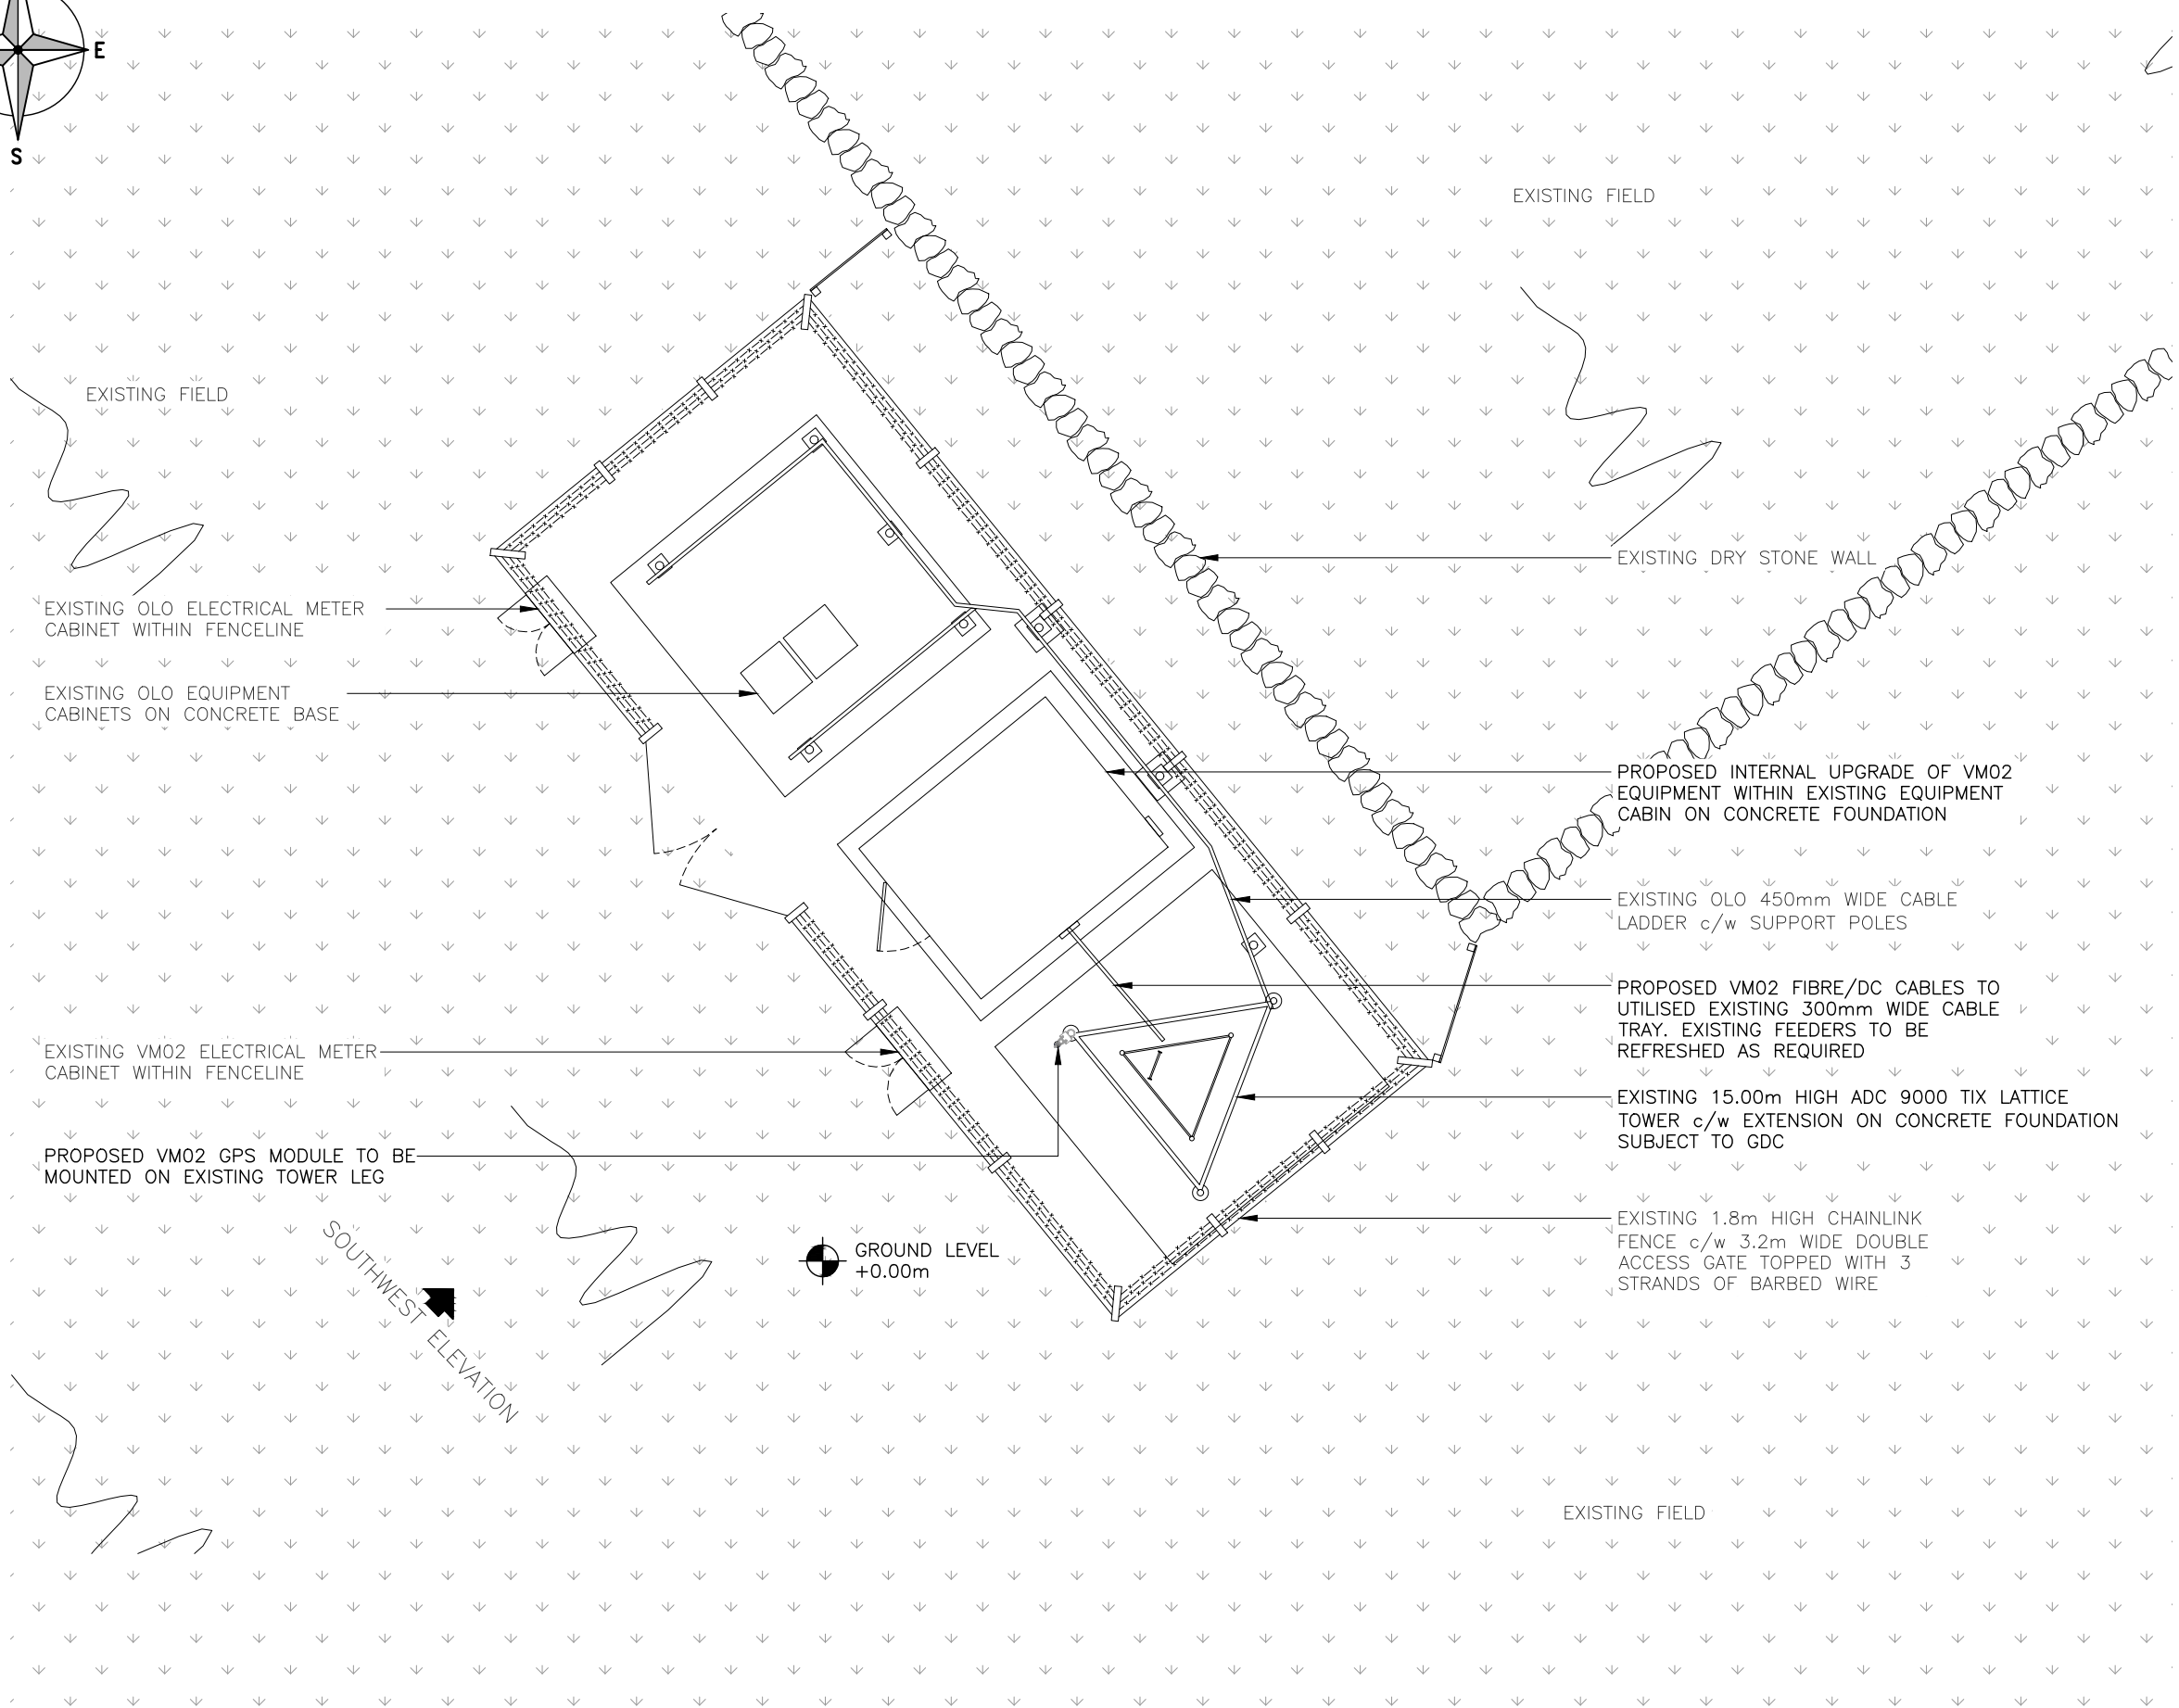 E
S
EXISTING FIELD
EXISTING FIELD
EXISTING DRY STONE WALL
EXISTING OLO ELECTRICAL METER
CABINET WITHIN FENCELINE
EXISTING OLO EQUIPMENT
CABINETS ON CONCRETE BASE
PROPOSED INTERNAL UPGRADE OF VM02
EQUIPMENT WITHIN EXISTING EQUIPMENT
CABIN ON CONCRETE FOUNDATION
EXISTING OLO 450mm WIDE CABLE
LADDER c/w SUPPORT POLES
PROPOSED VM02 FIBRE/DC CABLES TO
UTILISED EXISTING 300mm WIDE CABLE
TRAY. EXISTING FEEDERS TO BE
REFRESHED AS REQUIRED
EXISTING VM02 ELECTRICAL METER
CABINET WITHIN FENCELINE
EXISTING 15.00m HIGH ADC 9000 TIX LATTICE
TOWER c/w EXTENSION ON CONCRETE FOUNDATION
SUBJECT TO GDC
PROPOSED VM02 GPS MODULE TO BE
MOUNTED ON EXISTING TOWER LEG
EXISTING 1.8m HIGH CHAINLINK
FENCE c/w 3.2m WIDE DOUBLE
ACCESS GATE TOPPED WITH 3
STRANDS OF BARBED WIRE
GROUND LEVEL
+0.00m
SOUTHWEST ELEVATION
EXISTING FIELD